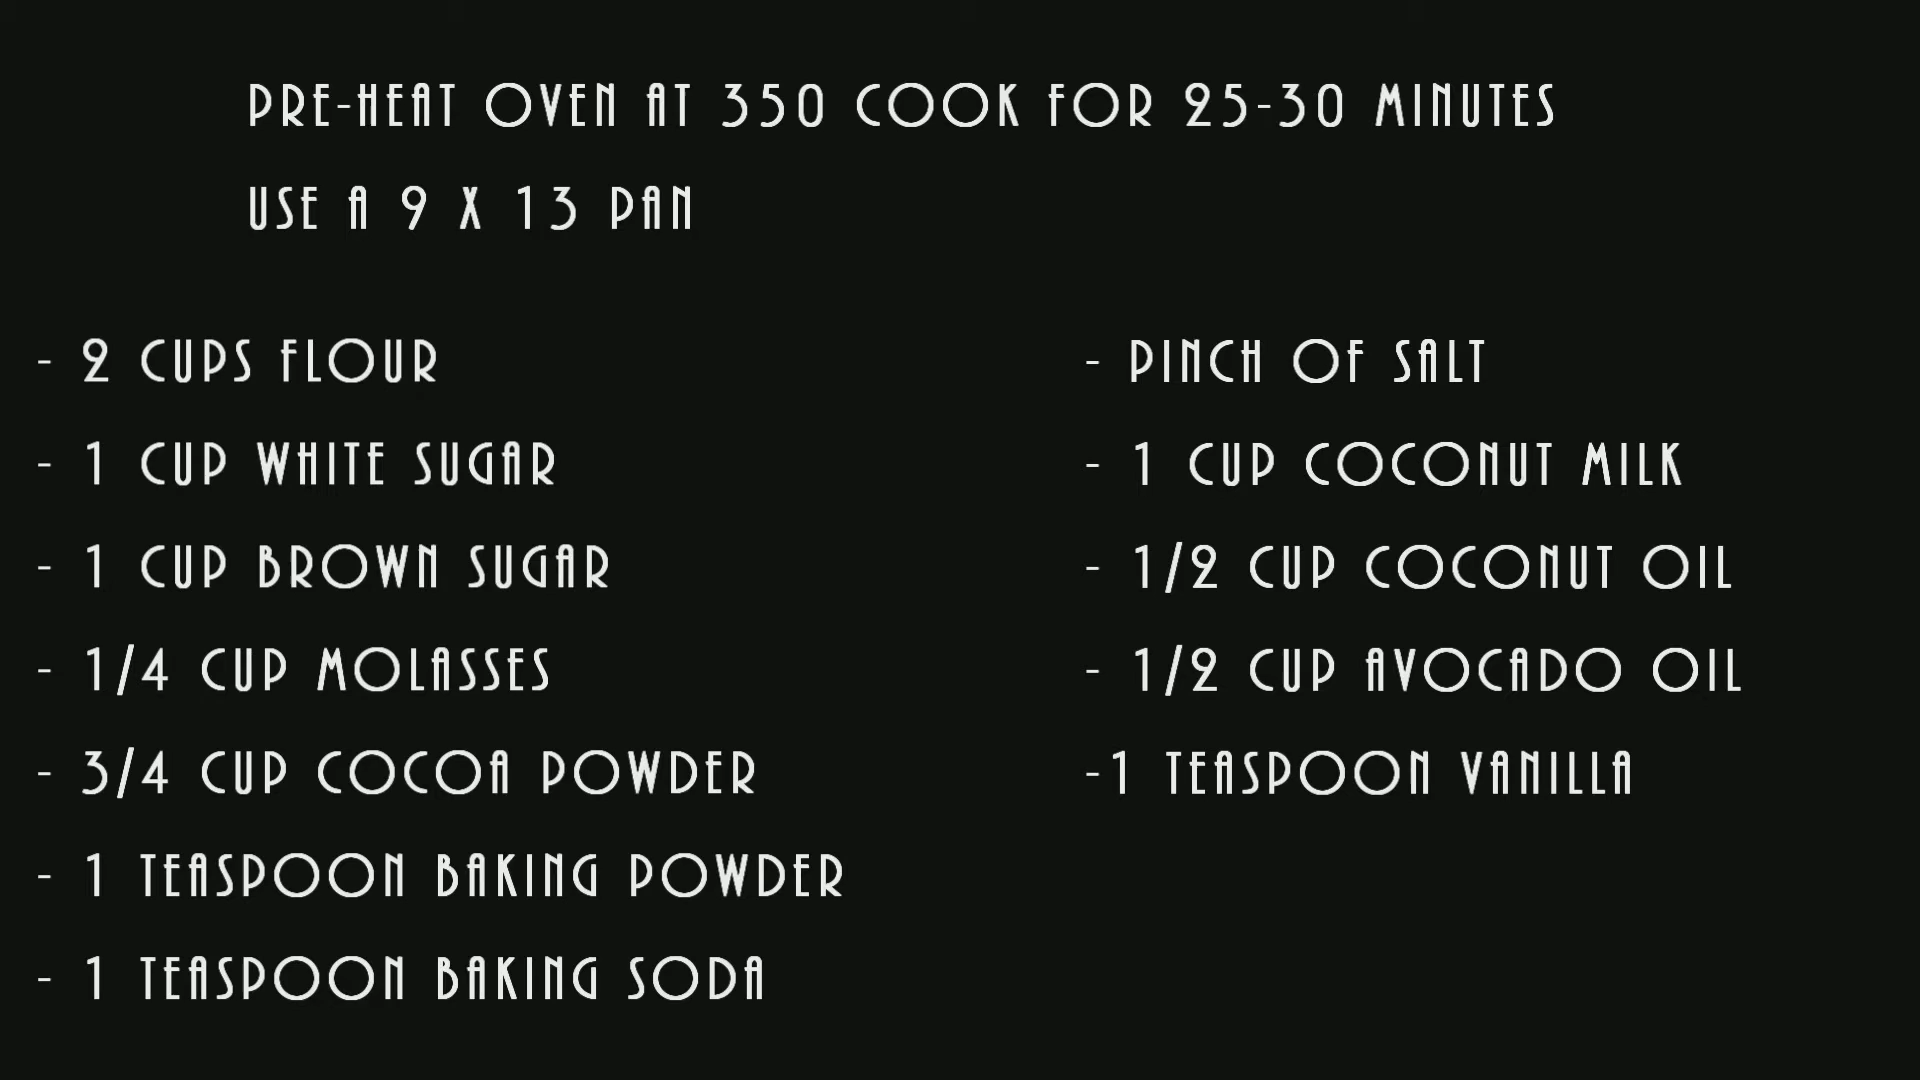 PRE-HEAT OVEN AT 350 COOK FOR 25-30 MINUTES
USE A 9 X 13 PAN
- 2 CUPS FLOUR
- 1 CUP WHITE SUGAR
- 1 CUP BROWN SUGAR
- 1/4 CUP MOLASSES
- 3/4 CUP COCOA POWDER
- 1 TEASPOON BAKING POWDER
- 1 TEASPOON BAKING SODA
- PINCH OF SALT
- 1 CUP COCONUT MILK
- 1/2 CUP COCONUT OIL
- 1/2 CUP AVOCADO OIL
-1 TEASPOON VANILLA